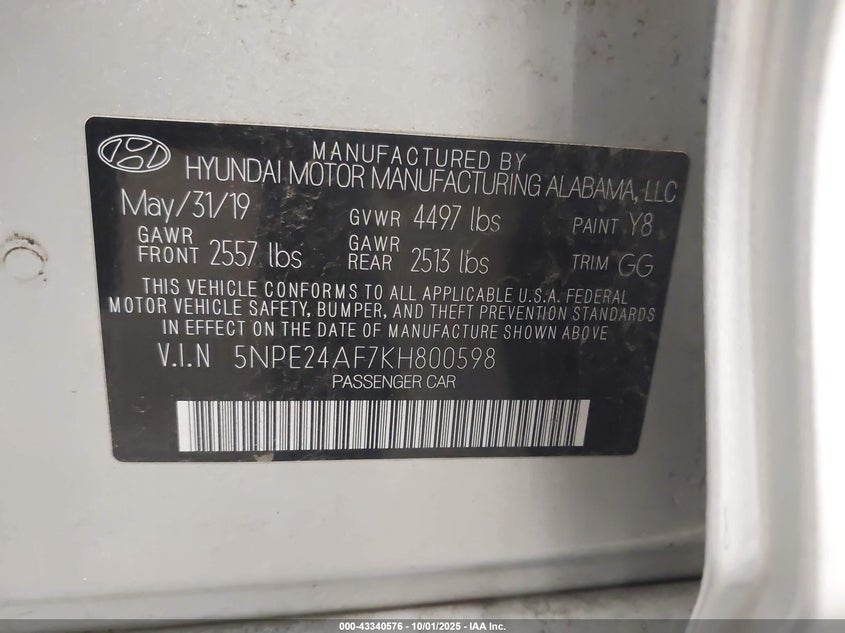 MANUFACTURED BY
HYUNDAI MOTOR MANUFACTURING ALABAMA, LLC
May/31/19 GVWR 4497 lbs PAINT Y8
GAWR FRONT 2557 lbs GAWR REAR 2513 lbs TRIM GG
THIS VEHICLE CONFORMS TO ALL APPLICABLE U.S.A. FEDERAL
MOTOR VEHICLE SAFETY, BUMPER, AND THEFT PREVENTION STANDARDS
IN EFFECT ON THE DATE OF MANUFACTURE SHOWN ABOVE.
V.I.N 5NPE24AF7KH800598
PASSENGER CAR
000-43340576 - 10/01/2025 - IAA Inc.